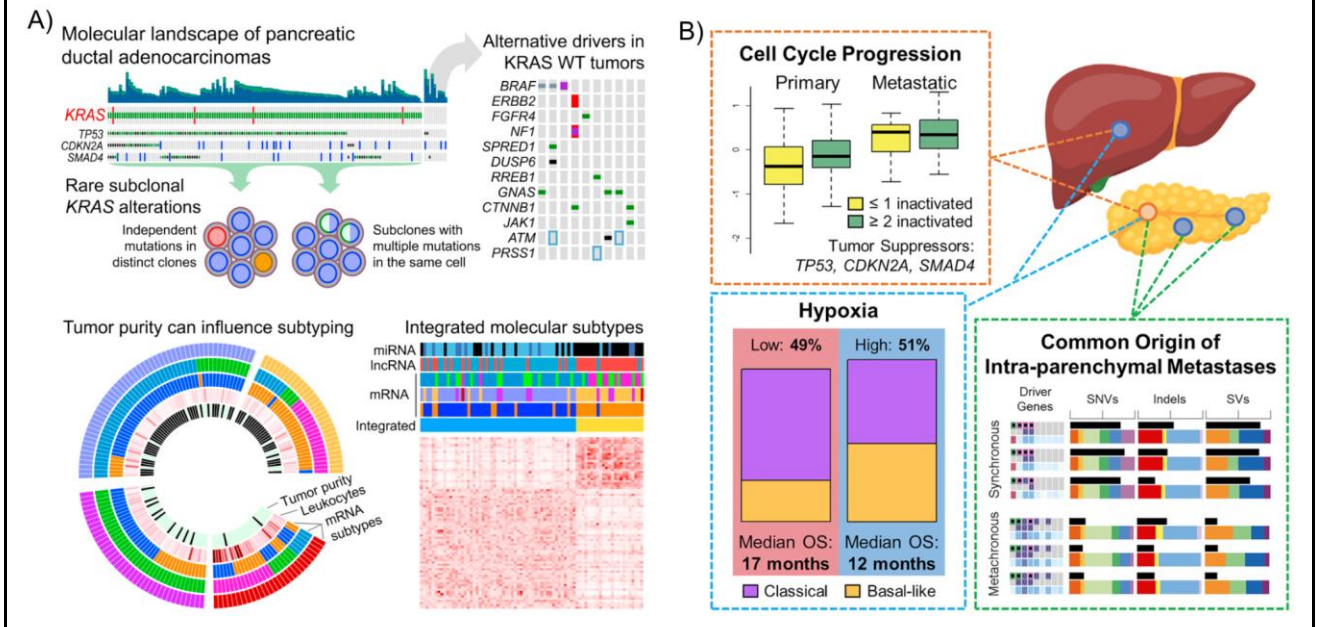 A)
Molecular landscape of pancreatic
ductal adenocarcinomas
KRAS
TP53
CDKN2A
SMAD4
Alternative drivers in
KRAS WT tumors
BRAF
ERBB2
FGFR4
NF1
SPRED1
DUSP6
RREB1
GNAS
CTNNB1
JAK1
ATM
PRSS1
Rare subclonal
KRAS alterations
Independent
mutations in
distinct clones
Subclones with
multiple mutations
in the same cell
Tumor purity can influence subtyping
Tumor purity
Leukocytes
mRNA
subtypes
Integrated molecular subtypes
miRNA
lncRNA
mRNA
Integrated
B)
Cell Cycle Progression
Primary
Metastatic
1
0
-1
-2
≤ 1 inactivated
≥ 2 inactivated
Tumor Suppressors:
TP53, CDKN2A, SMAD4
Hypoxia
Low: 49%
High: 51%
Median OS:
17 months
Median OS:
12 months
Classical
Basal-like
Common Origin of
Intra-parenchymal Metastases
Driver
Genes
SNVs
Indels
SVs
Synchronous
Metachronous